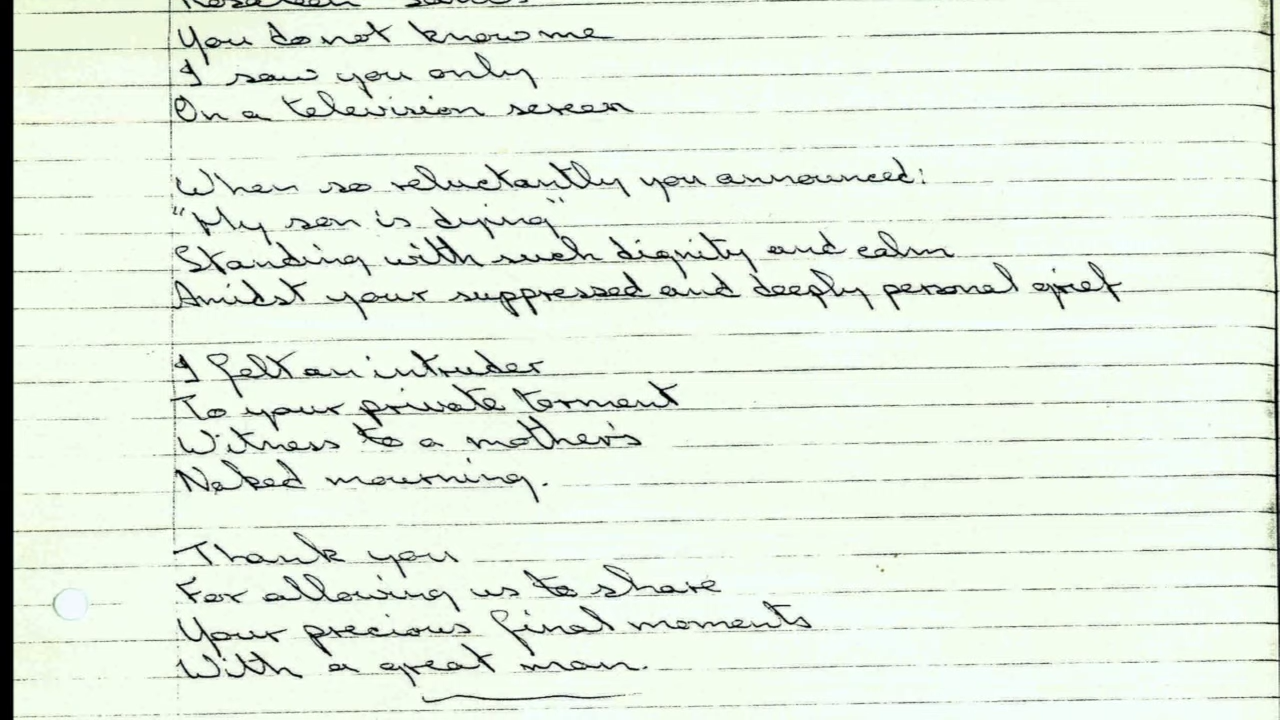 You do not know me
I saw you only
On a television screen
When so reluctantly you announced:
"My son is dying"
Standing with such dignity and calm
Amidst your suppressed and deeply personal grief
I felt an intruder
To your private torment
Witness to a mother's
Naked mourning.
Thank you
For allowing us to share
Your precious final moments
With a great man.